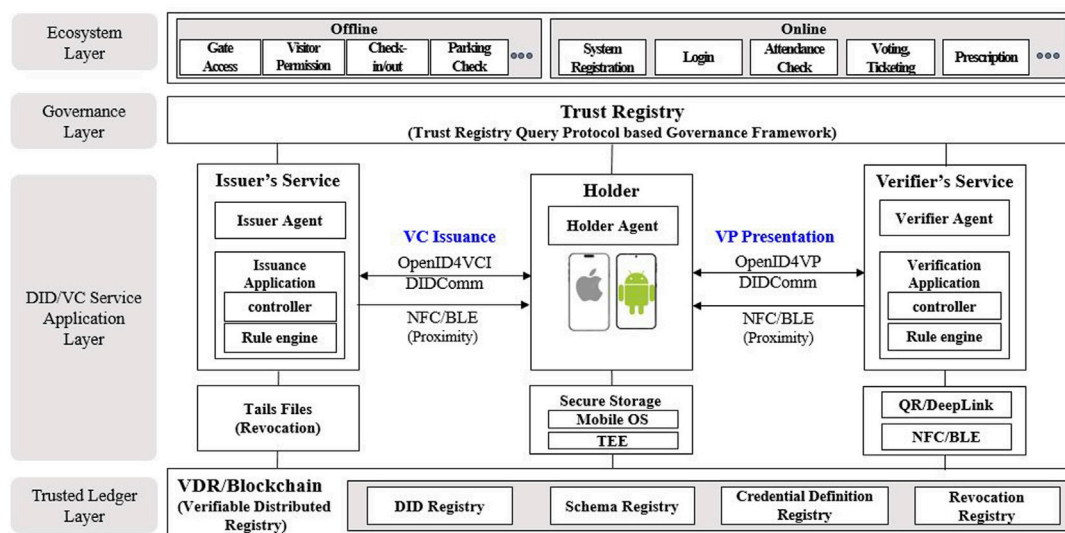 Ecosystem
Layer
Offline
Gate
Access
Visitor
Permission
Check-
in/out
Parking
Check
Online
System
Registration
Login
Attendance
Check
Voting,
Ticketing
Prescription
Governance
Layer
Trust Registry
(Trust Registry Query Protocol based Governance Framework)
DID/VC Service
Application
Layer
Issuer's Service
Issuer Agent
Issuance
Application
controller
Rule engine
VC Issuance
OpenID4VCI
DIDComm
NFC/BLE
(Proximity)
Holder
Holder Agent
VP Presentation
OpenID4VP
DIDComm
NFC/BLE
(Proximity)
Verifier's Service
Verifier Agent
Verification
Application
controller
Rule engine
Tails Files
(Revocation)
Secure Storage
Mobile OS
TEE
QR/DeepLink
NFC/BLE
Trusted Ledger
Layer
VDR/Blockchain
(Verifiable Distributed
Registry)
DID Registry
Schema Registry
Credential Definition
Registry
Revocation
Registry